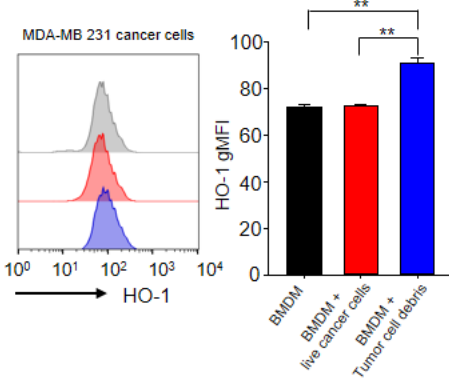 MDA-MB 231 cancer cells
10⁰ 10¹ 10² 10³ 10⁴
HO-1
**
**
HO-1 gMFI
100
80
60
40
20
0
BMDM
BMDM +
live cancer cells
BMDM +
Tumor cell debris